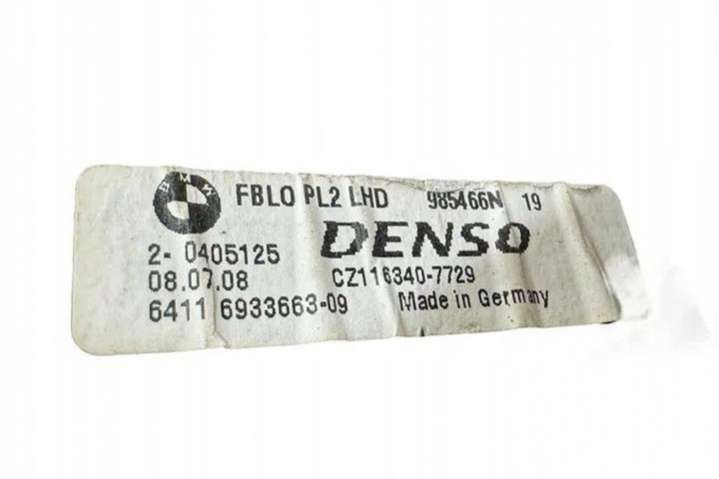 BMW FBLO PL2 LHD 985466N 19
2- 0405125 DENSO
08.07.08 CZ116340-7729
6411 6933663-09 Made in Germany